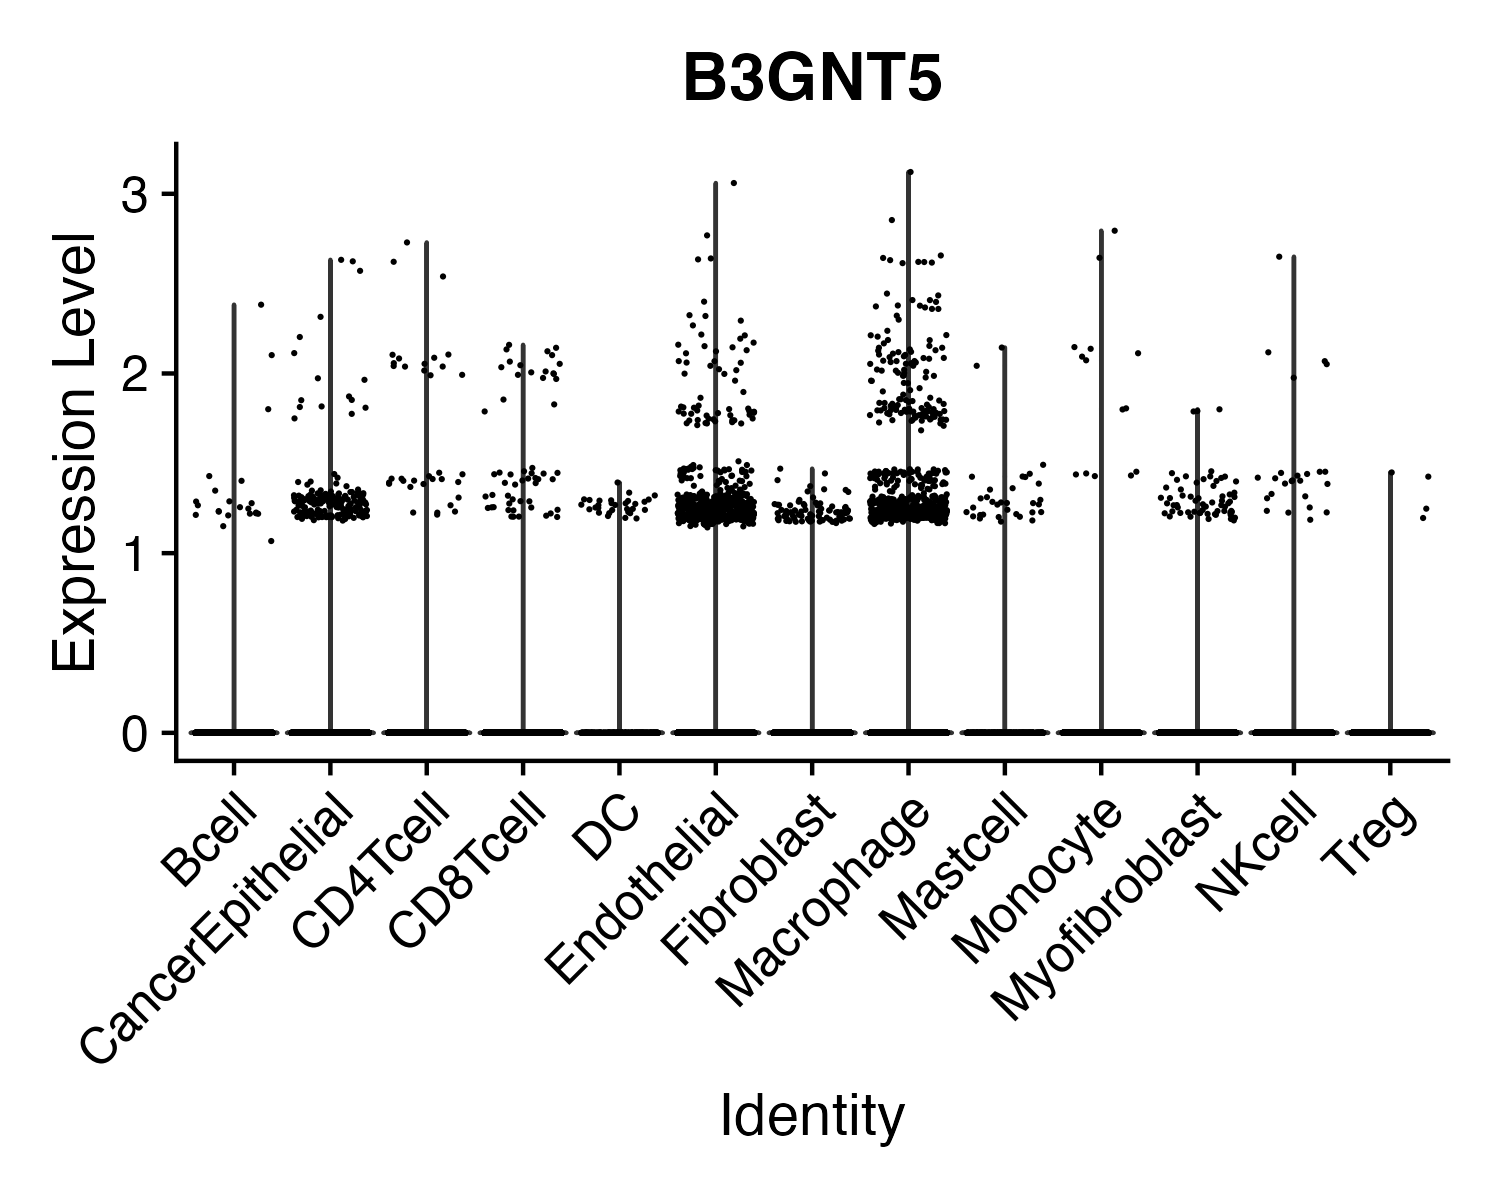 B3GNT5
Expression Level
3
2
1
0
Bcell
CancerEpithelial
CD4Tcell
CD8Tcell
DC
Endothelial
Fibroblast
Macrophage
Mastcell
Monocyte
Myofibroblast
NKcell
Treg
Identity